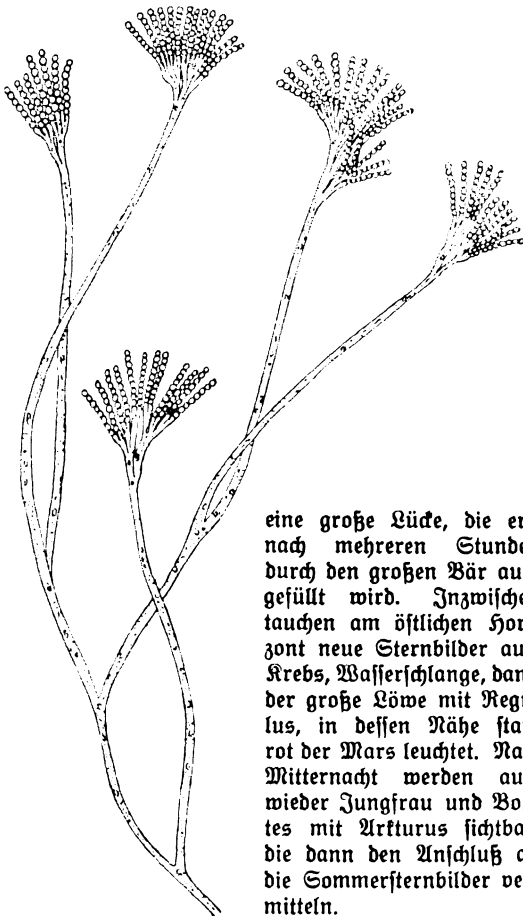 eine große Lücke, die er
nach mehreren Stunde
durch den großen Bär au
gefüllt wird. Inzwische
tauchen am östlichen Hor
zont neue Sternbilder au
Krebs, Wasserschlange, dan
der große Löwe mit Regu
lus, in dessen Nähe sta
rot der Mars leuchtet. Na
Mitternacht werden au
wieder Jungfrau und Bo
tes mit Arkturus sichtba
die dann den Anschluß a
die Sommersternbilder ve
mitteln.